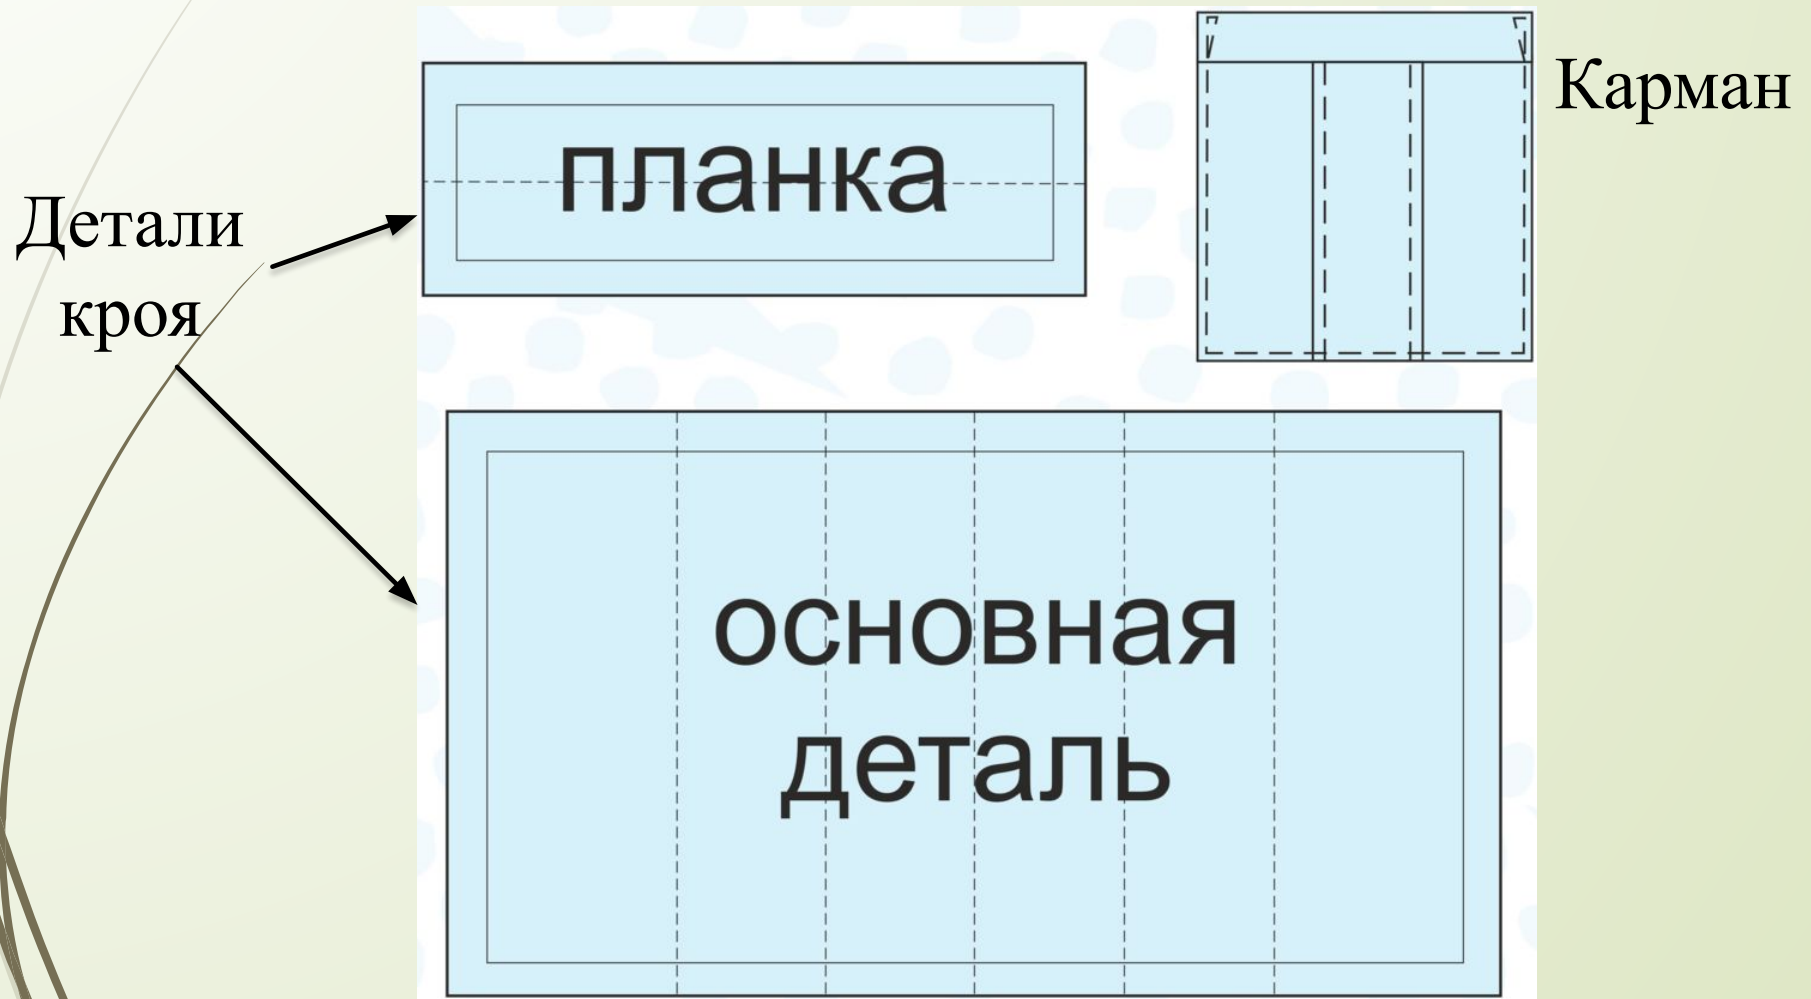 Детали
кроя
планка
Карман
основная
деталь